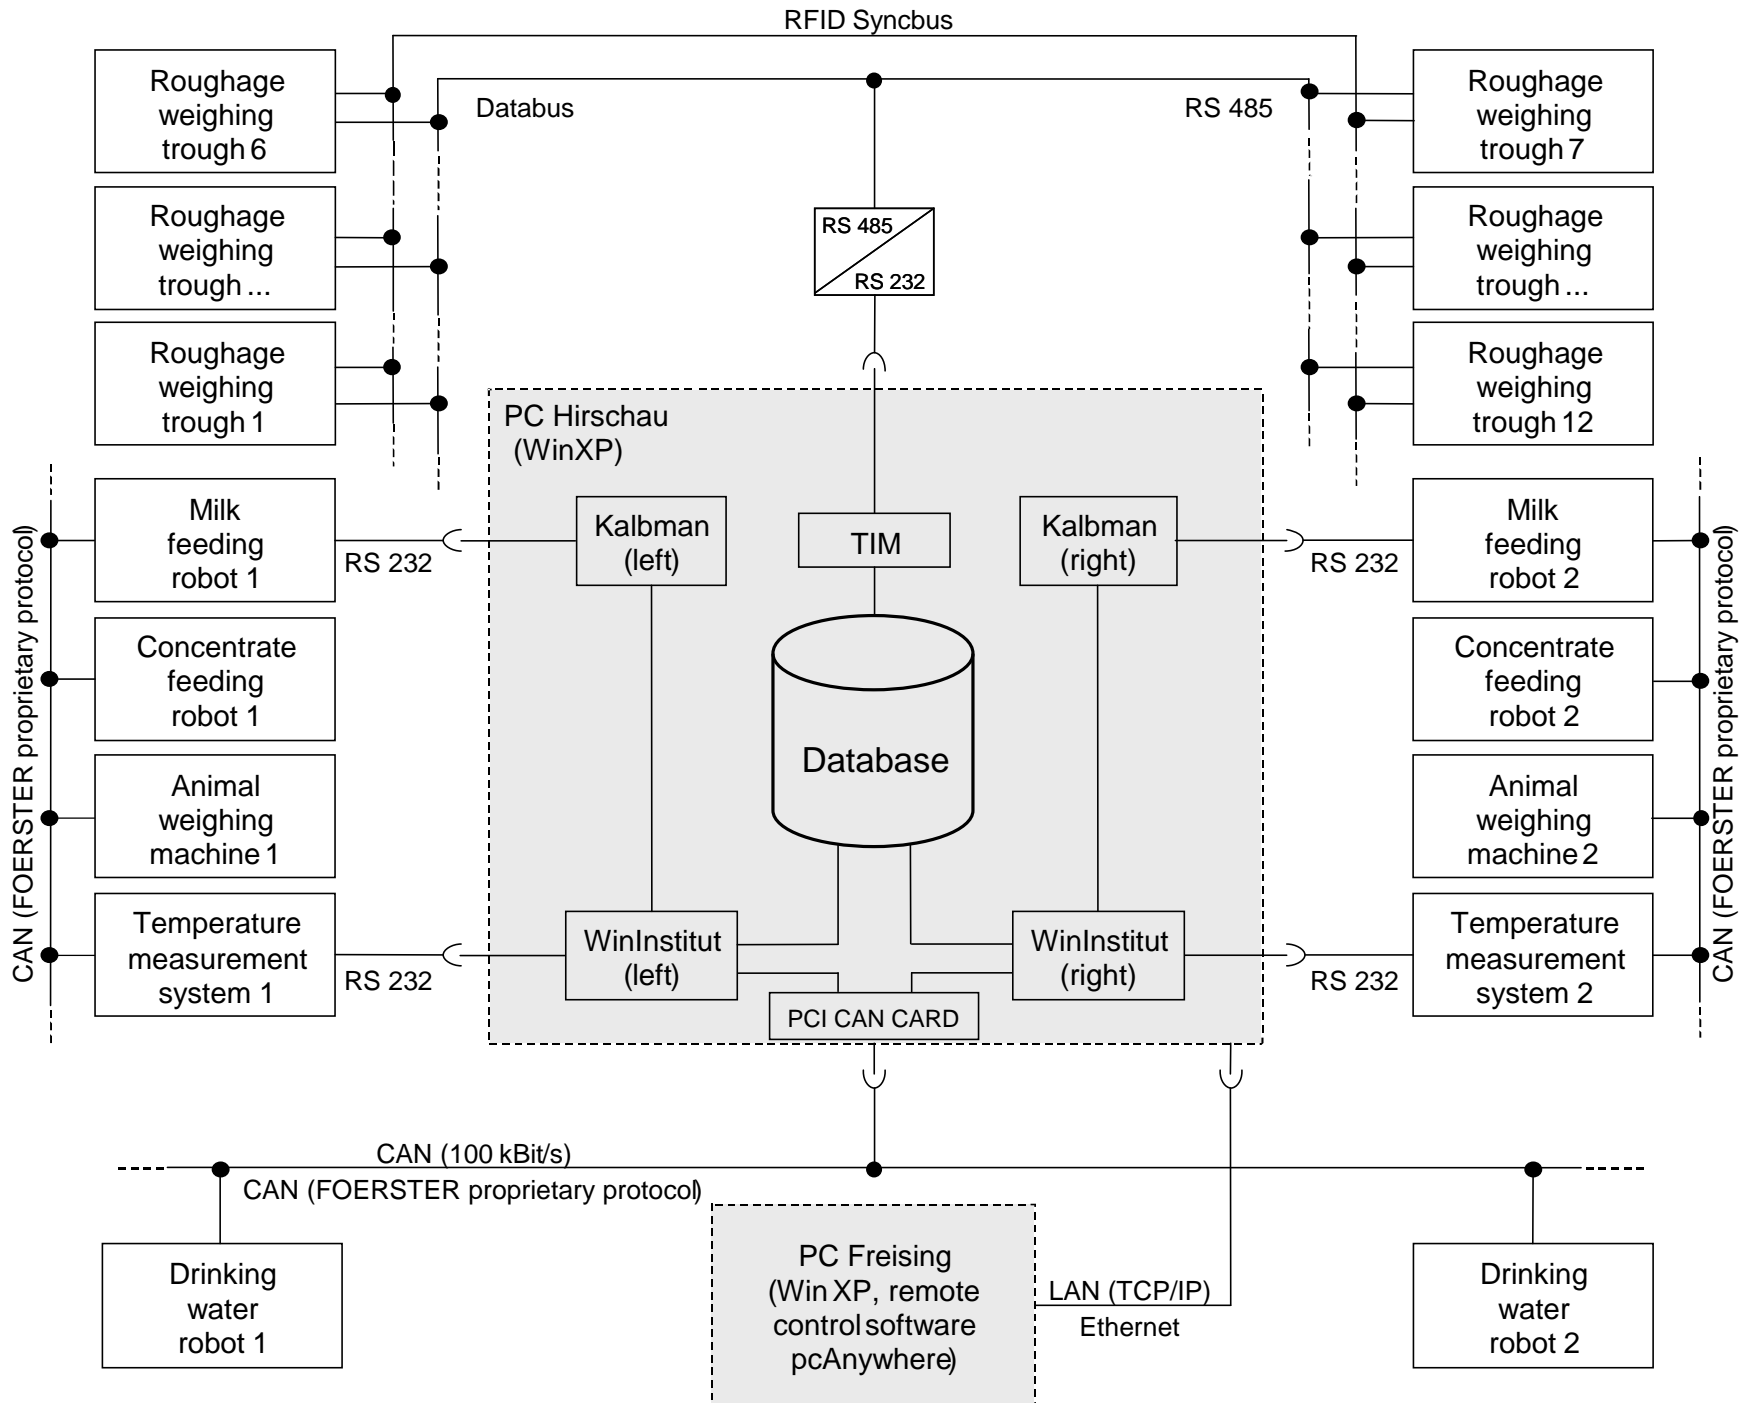 RFID Syncbus
Roughage
weighing
trough 6
Databus
RS 485
Roughage
weighing
trough 7
Roughage
weighing
trough ...
RS 485
RS 232
Roughage
weighing
trough ...
Roughage
weighing
trough 1
Roughage
weighing
trough 12
PC Hirschau
(WinXP)
CAN (FOERSTER proprietary protocol)
Milk
feeding
robot 1
RS 232
Kalbman
(left)
TIM
Kalbman
(right)
RS 232
Milk
feeding
robot 2
CAN (FOERSTER proprietary protocol)
Concentrate
feeding
robot 1
Database
Concentrate
feeding
robot 2
Animal
weighing
machine 1
Animal
weighing
machine 2
Temperature
measurement
system 1
RS 232
WinInstitut
(left)
WinInstitut
(right)
RS 232
Temperature
measurement
system 2
PCI CAN CARD
CAN (100 kBit/s)
CAN (FOERSTER proprietary protocol)
Drinking
water
robot 1
PC Freising
(Win XP, remote
control software
pcAnywhere)
LAN (TCP/IP)
Ethernet
Drinking
water
robot 2